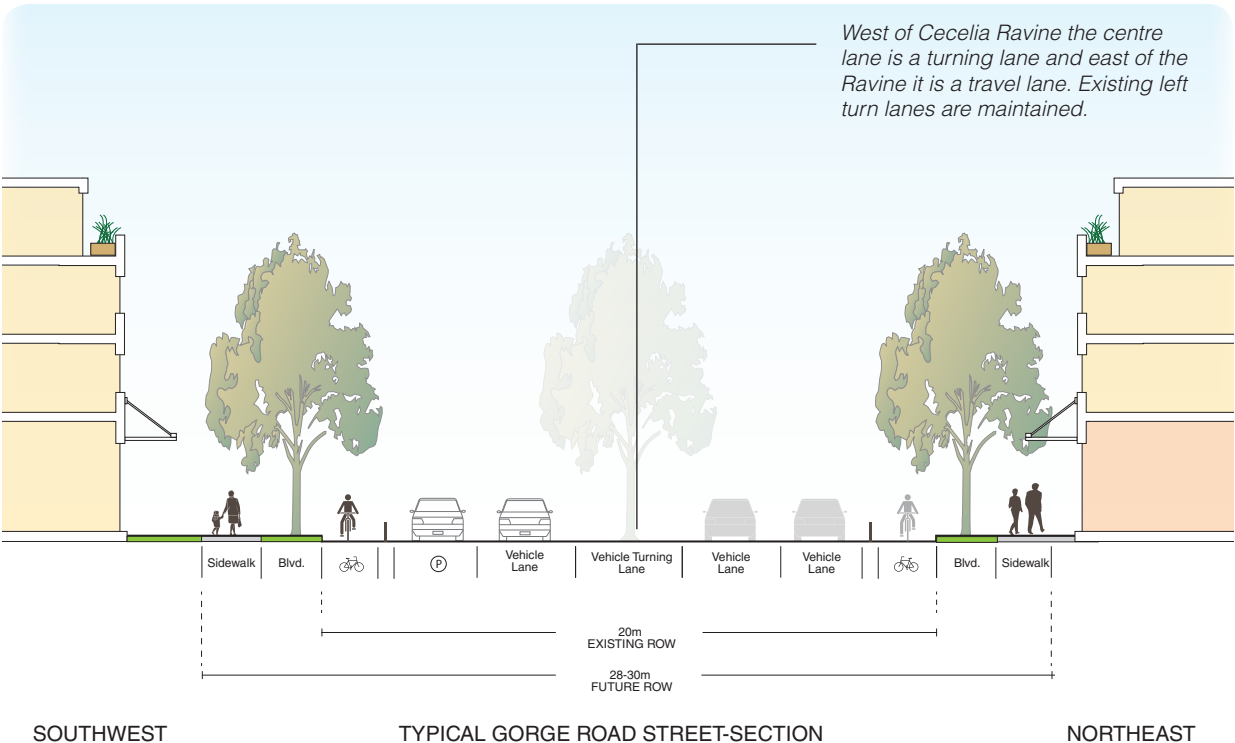 West of Cecelia Ravine the centre
lane is a turning lane and east of the
Ravine it is a travel lane. Existing left
turn lanes are maintained.
Sidewalk
Blvd.
P
Vehicle
Lane
Vehicle Turning
Lane
Vehicle
Lane
Vehicle
Lane
Blvd.
Sidewalk
20m
EXISTING ROW
28-30m
FUTURE ROW
SOUTHWEST
TYPICAL GORGE ROAD STREET-SECTION
NORTHEAST